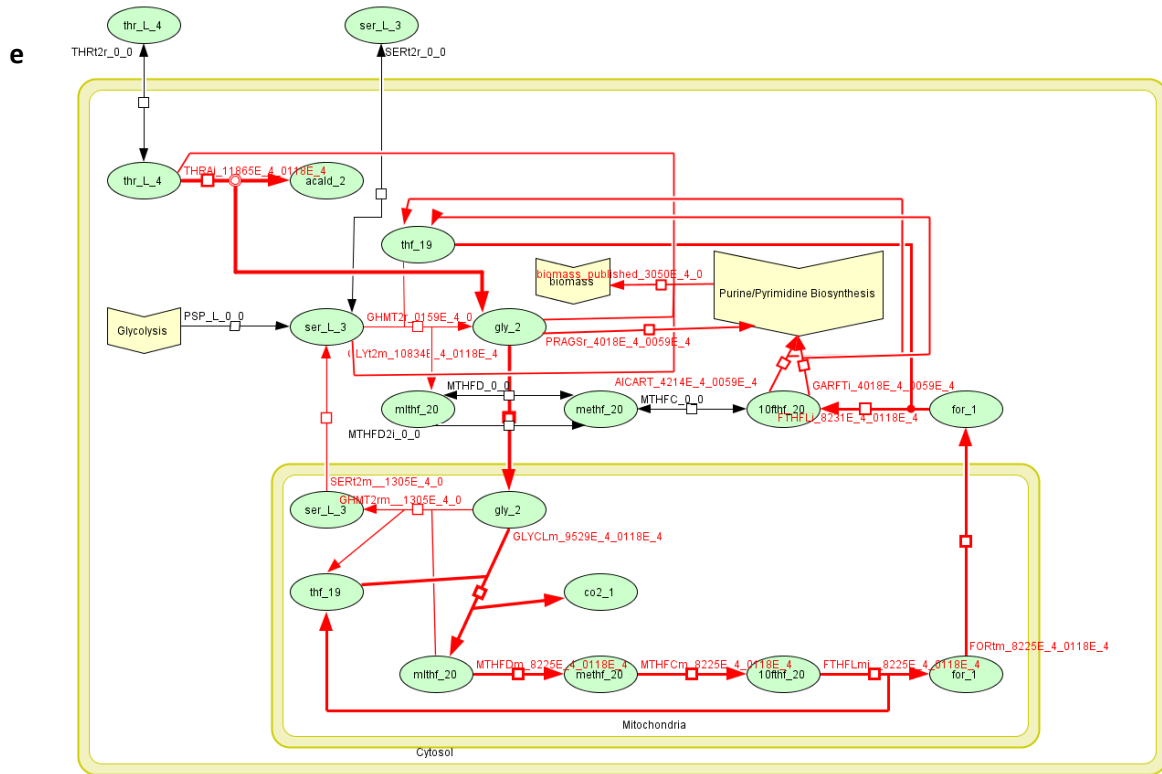 e
thr_L_4
ser_L_3
THRt2r_0_0
SERt2r_0_0
thr_L_4
THRAi_11865E_4_0118E_4
acald_2
thf_19
biomass_published_3050E_4_0
biomass
Purine/Pyrimidine Biosynthesis
Glycolysis
PSP_L_0_0
ser_L_3
GHMT2r_0159E_4_0
gly_2
PRAGSr_4018E_4_0059E_4
GLYt2m_10834E_4_0118E_4
mlthf_20
MTHFD_0_0
methf_20
MTHFC_0_0
AICART_4214E_4_0059E_4
10fthf_20
GARFTi_4018E_4_0059E_4
FTHFLi_8231E_4_0118E_4
for_1
MTHFD2i_0_0
SERt2m__1305E_4_0
ser_L_3
GHMT2rm__1305E_4_0
gly_2
GLYCLm_9529E_4_0118E_4
thf_19
co2_1
FORtm_8225E_4_0118E_4
mlthf_20
MTHFDm_8225E_4_0118E_4
methf_20
MTHFCm_8225E_4_0118E_4
10fthf_20
FTHFLmi__8225E_4_0118E_4
for_1
Mitochondria
Cytosol